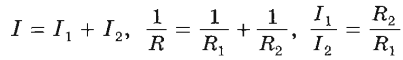 I = I₁ + I₂, 1/R = 1/R₁ + 1/R₂, I₁/I₂ = R₂/R₁